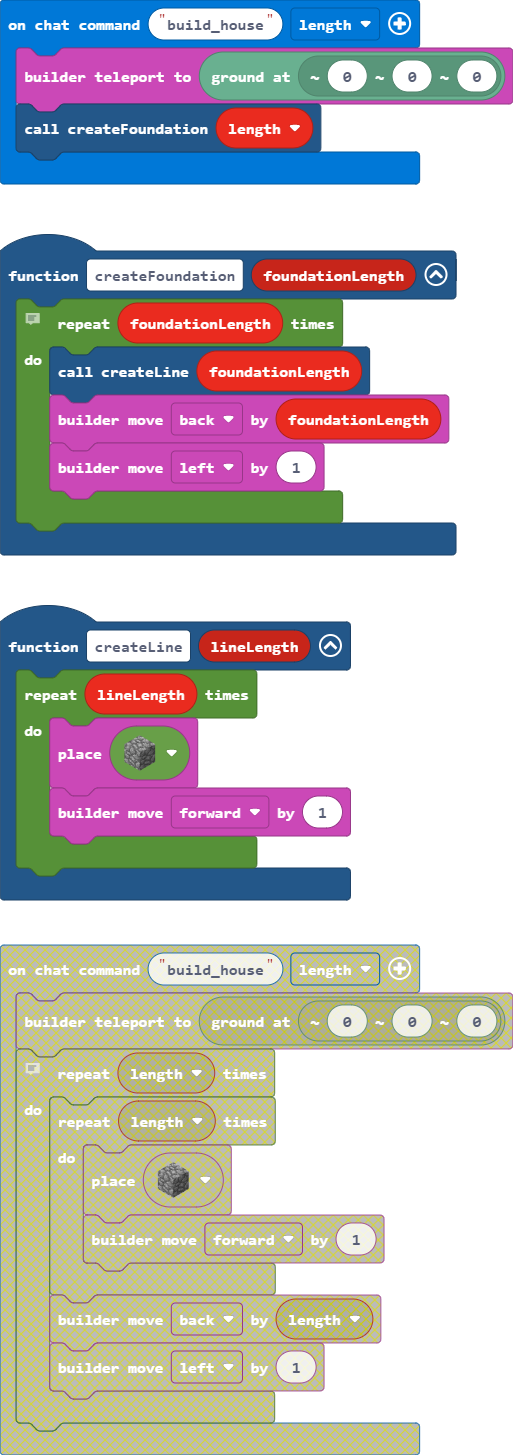 on chat command "build_house" length
builder teleport to ground at ~ 0 ~ 0 ~ 0
call createFoundation length
function createFoundation foundationLength
repeat foundationLength times
do
call createLine foundationLength
builder move back by foundationLength
builder move left by 1
function createLine lineLength
repeat lineLength times
do
place
builder move forward by 1
on chat command "build_house" length
builder teleport to ground at ~ 0 ~ 0 ~ 0
repeat length times
do
repeat length times
do
place
builder move forward by 1
builder move back by length
builder move left by 1